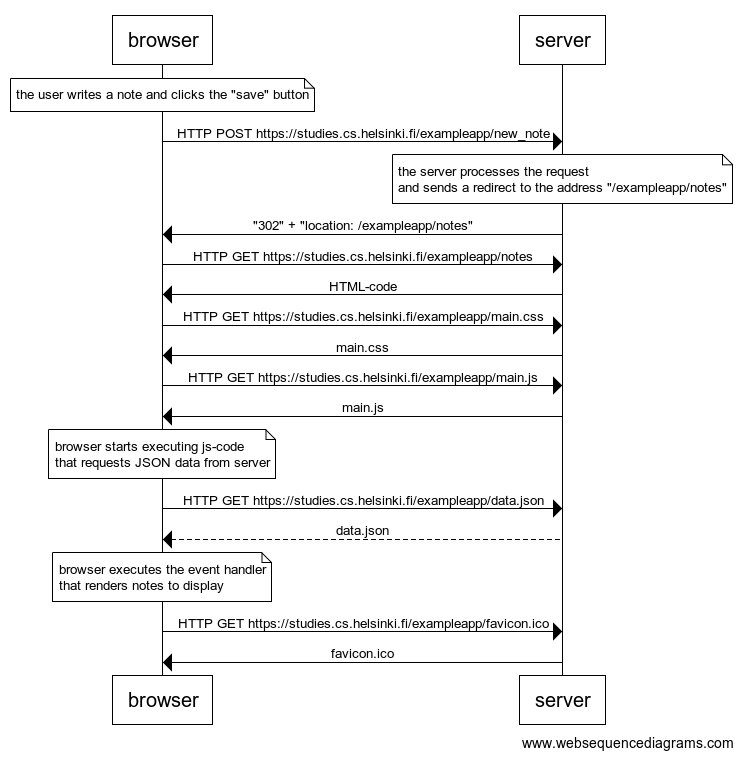 browser server
the user writes a note and clicks the "save" button
HTTP POST https://studies.cs.helsinki.fi/exampleapp/new_note
the server processes the request
and sends a redirect to the address "/exampleapp/notes"
"302" + "location: /exampleapp/notes"
HTTP GET https://studies.cs.helsinki.fi/exampleapp/notes
HTML-code
HTTP GET https://studies.cs.helsinki.fi/exampleapp/main.css
main.css
HTTP GET https://studies.cs.helsinki.fi/exampleapp/main.js
main.js
browser starts executing js-code
that requests JSON data from server
HTTP GET https://studies.cs.helsinki.fi/exampleapp/data.json
data.json
browser executes the event handler
that renders notes to display
HTTP GET https://studies.cs.helsinki.fi/exampleapp/favicon.ico
favicon.ico
browser server
www.websequencediagrams.com